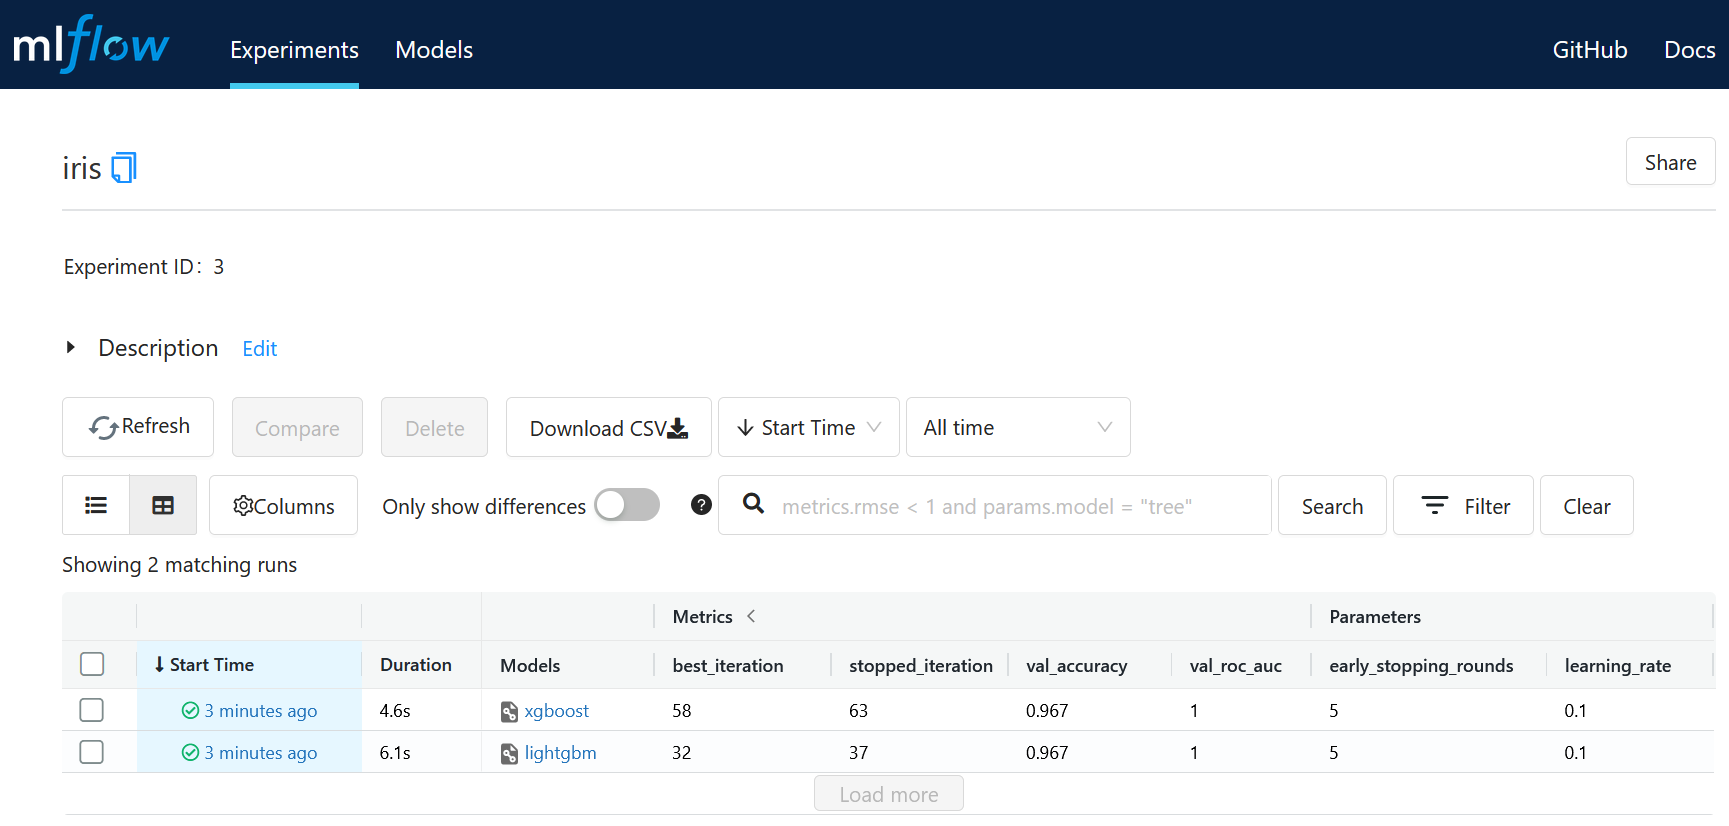 mlflow Experiments Models GitHub Docs
iris Share
Experiment ID: 3
Description Edit
Refresh Compare Delete Download CSV Start Time All time
Columns Only show differences ? metrics.rmse < 1 and params.model = "tree" Search Filter Clear
Showing 2 matching runs
Metrics < Parameters
↓ Start Time Duration Models best_iteration stopped_iteration val_accuracy val_roc_auc early_stopping_rounds learning_rate
3 minutes ago 4.6s xgboost 58 63 0.967 1 5 0.1
3 minutes ago 6.1s lightgbm 32 37 0.967 1 5 0.1
Load more